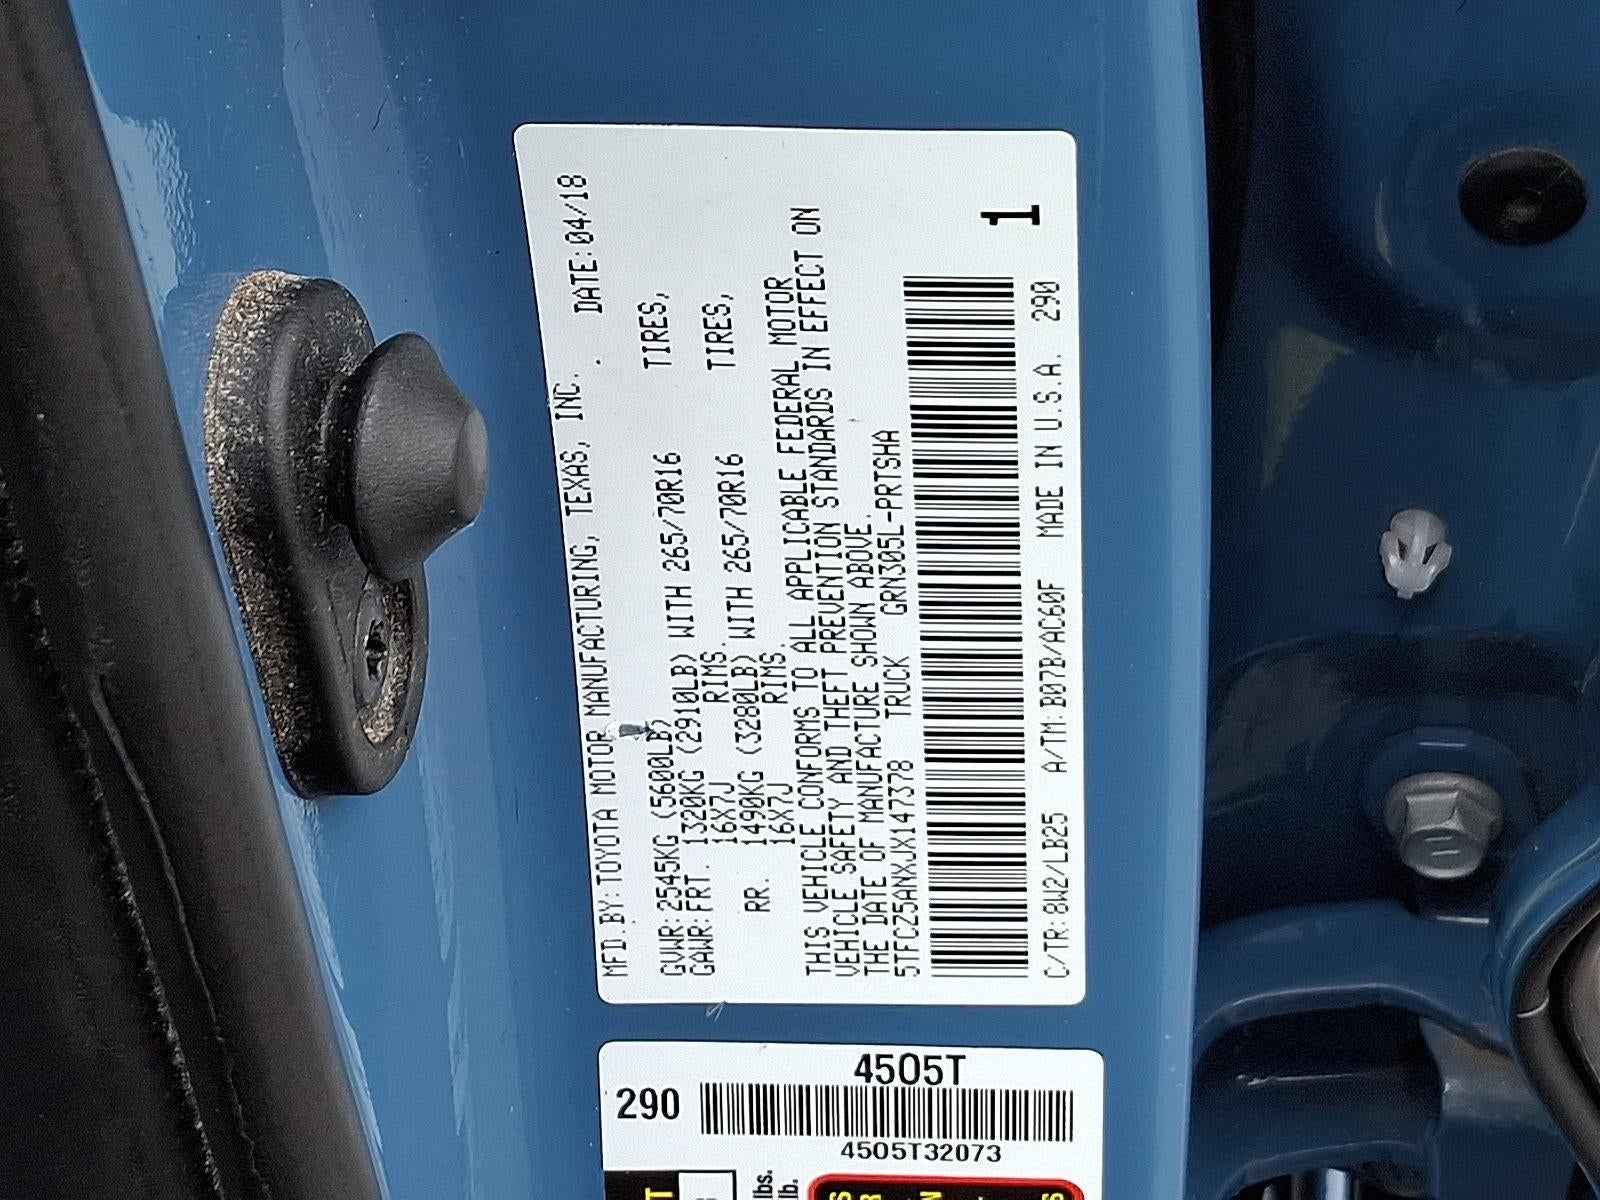 MFD.BY:TOYOTA MOTOR MANUFACTURING, TEXAS, INC. . DATE:04/18
GVWR:2545KG (5600LB)
GAWR:FRT. 1320KG (2910LB) WITH 265/70R16 TIRES,
16X7J RIMS.
RR. 1490KG (3280LB) WITH 265/70R16 TIRES,
16X7J RIMS.
THIS VEHICLE CONFORMS TO ALL APPLICABLE FEDERAL MOTOR
VEHICLE SAFETY AND THEFT PREVENTION STANDARDS IN EFFECT ON
THE DATE OF MANUFACTURE SHOWN ABOVE.
5TFCZ5ANXJX147378 TRUCK GRN305L-PRTSHA
1
C/TR:8W2/LB25 A/TM:B07B/AC60F MADE IN U.S.A. 290
4505T
290
4505T32073
lbs.
lb.